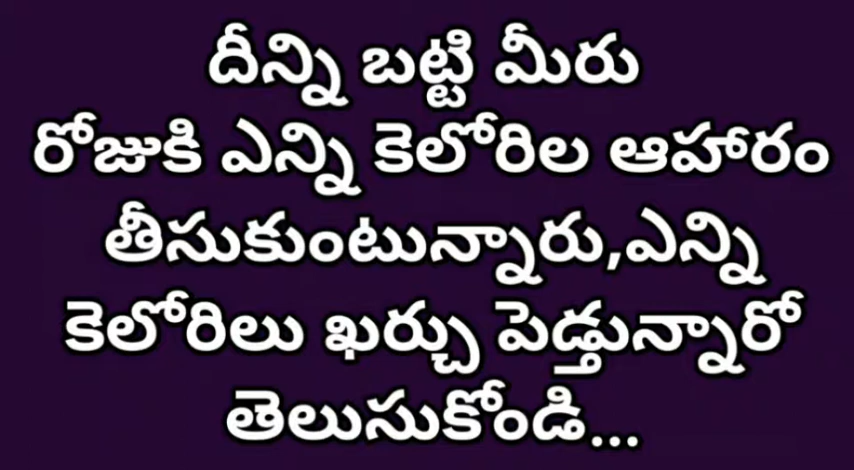 దీన్ని బట్టి మీరు
రోజుకి ఎన్ని కెలోరిల ఆహారం
తీసుకుంటున్నారు,ఎన్ని
కెలోరిలు ఖర్చు పెడ్తున్నారో
తెలుసుకోండి...